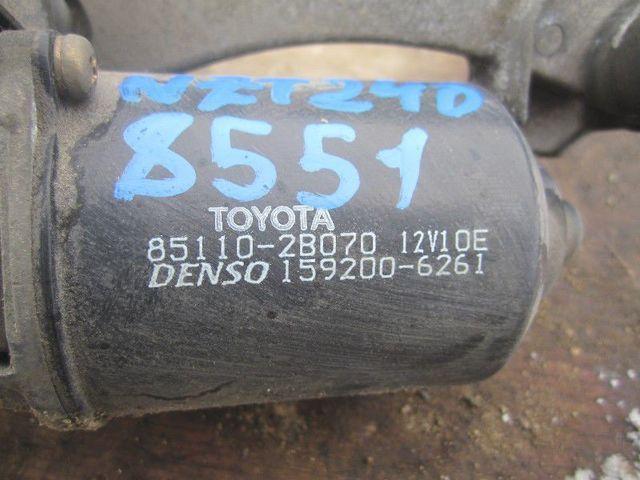 NZT240
8551
TOYOTA
85110-2B070 12V10E
DENSO 159200-6261